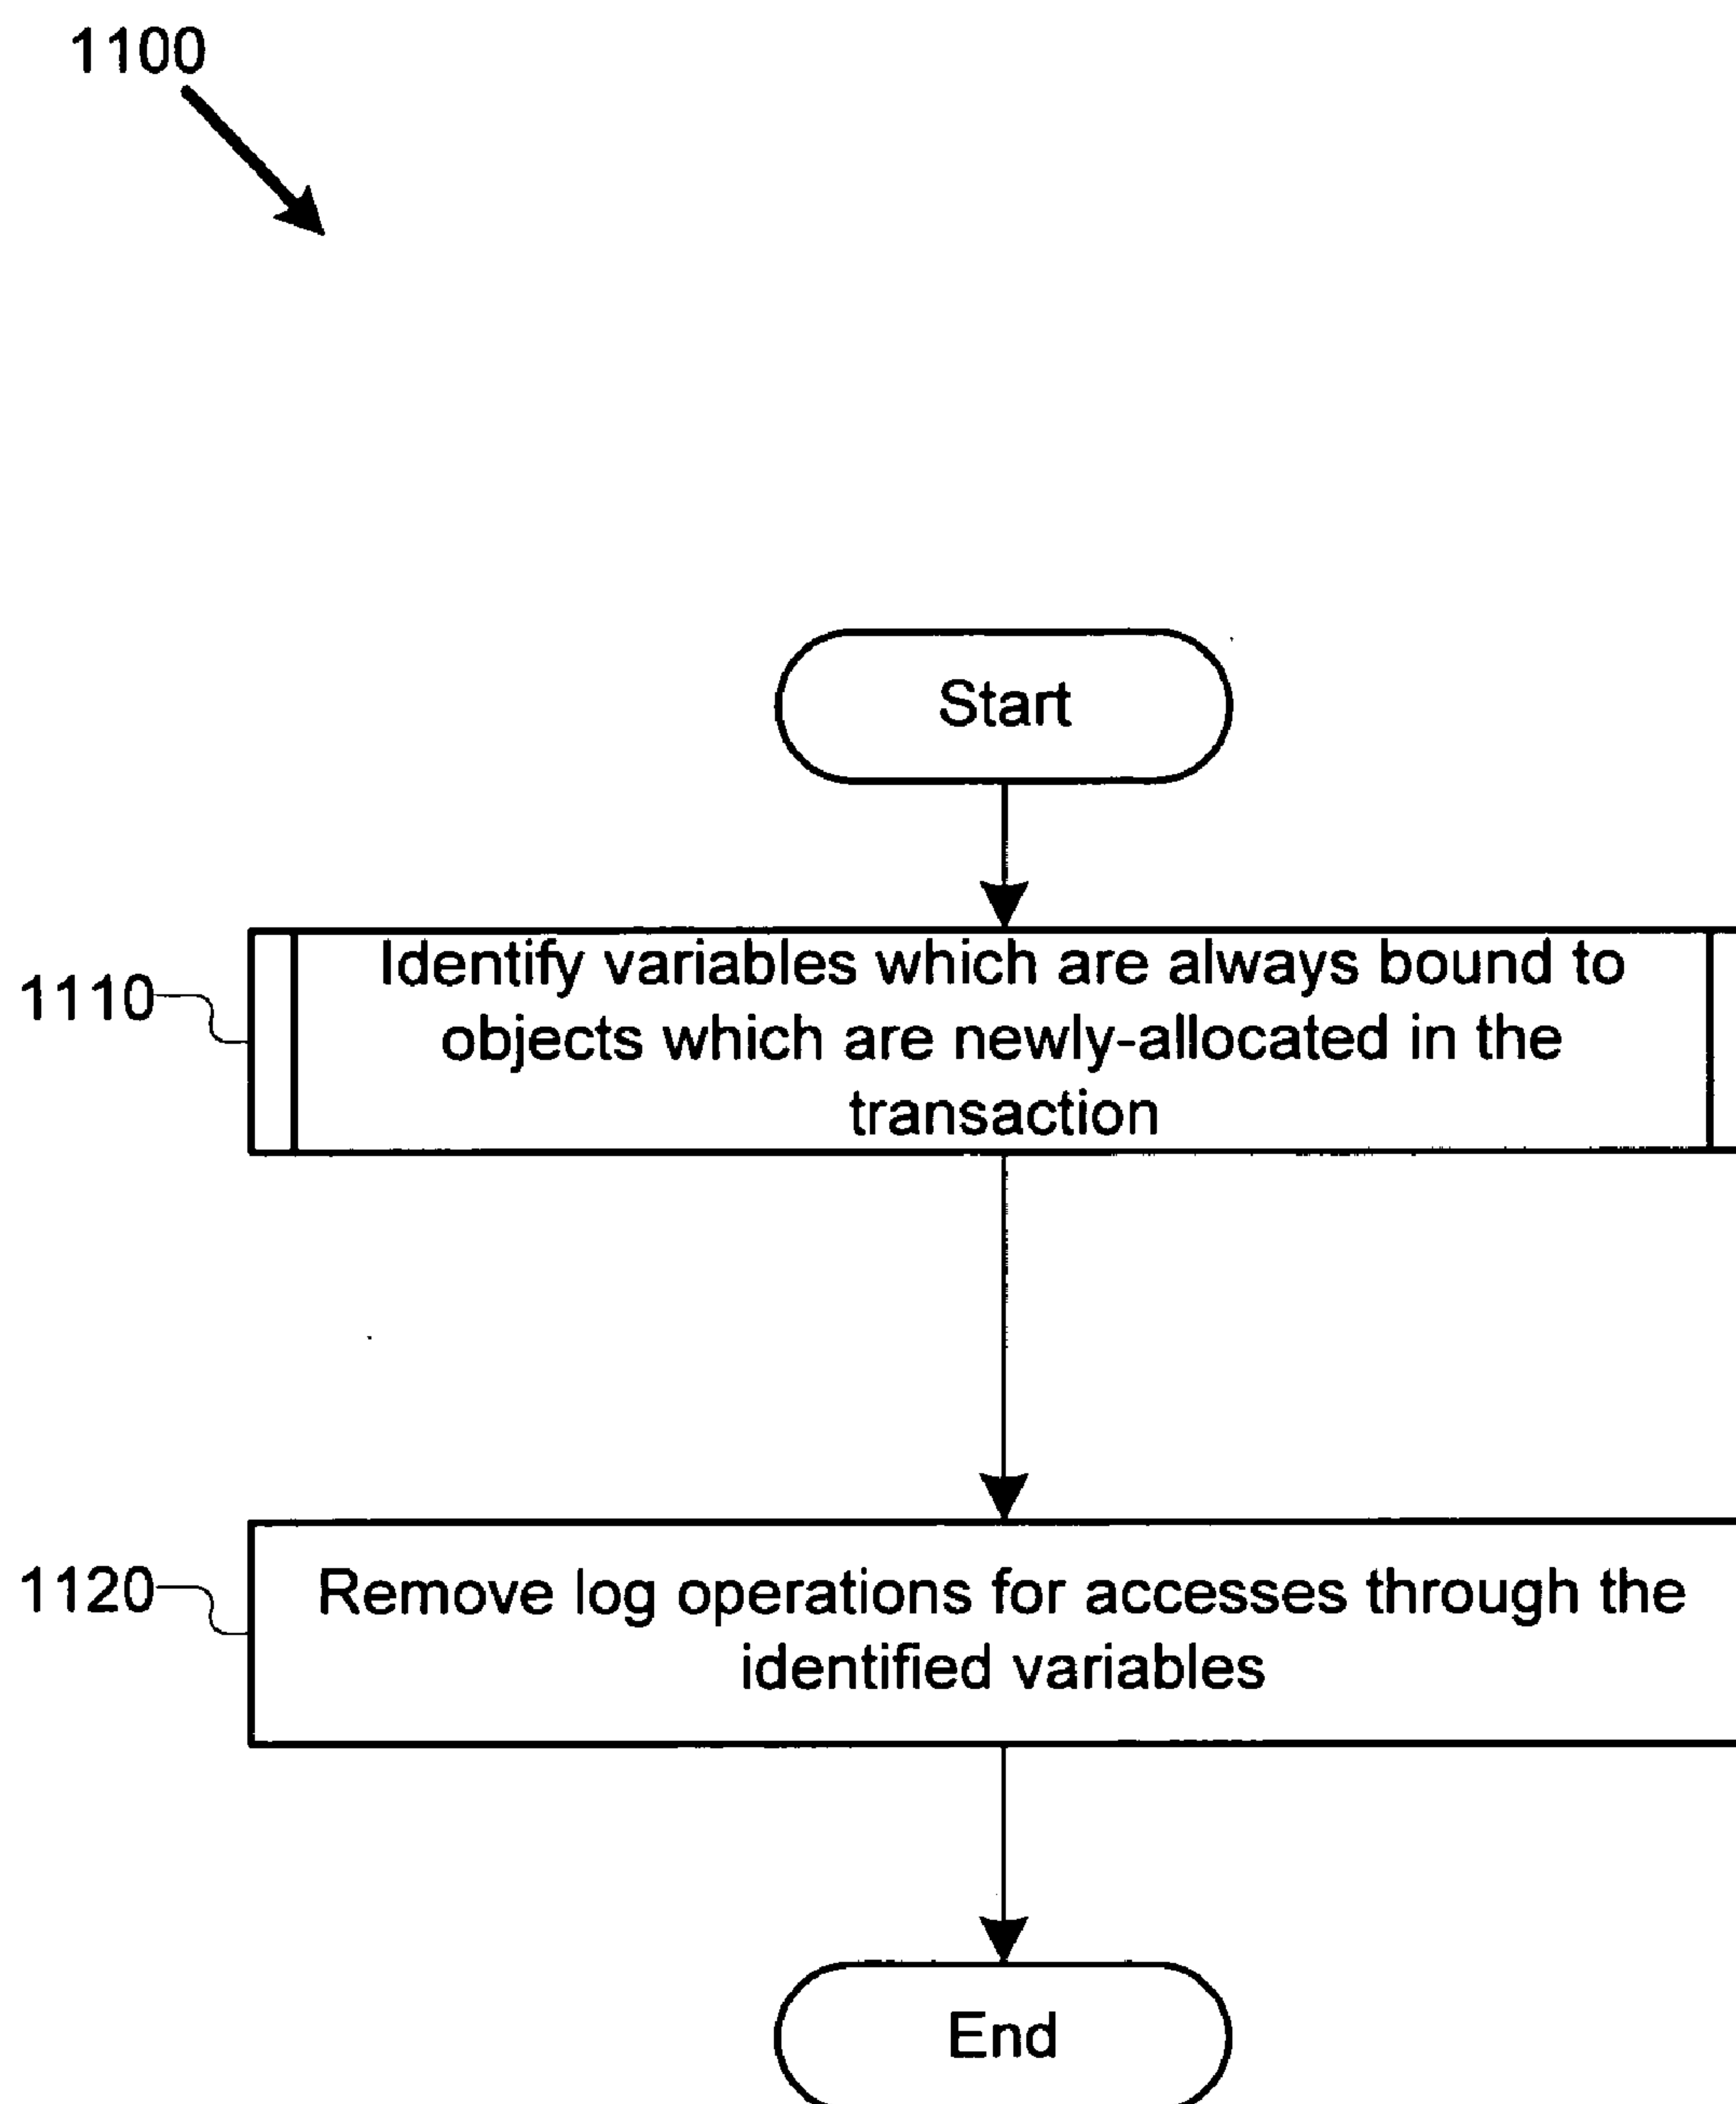 1100
Start
1110
Identify variables which are always bound to
objects which are newly-allocated in the
transaction
1120
Remove log operations for accesses through the
identified variables
End